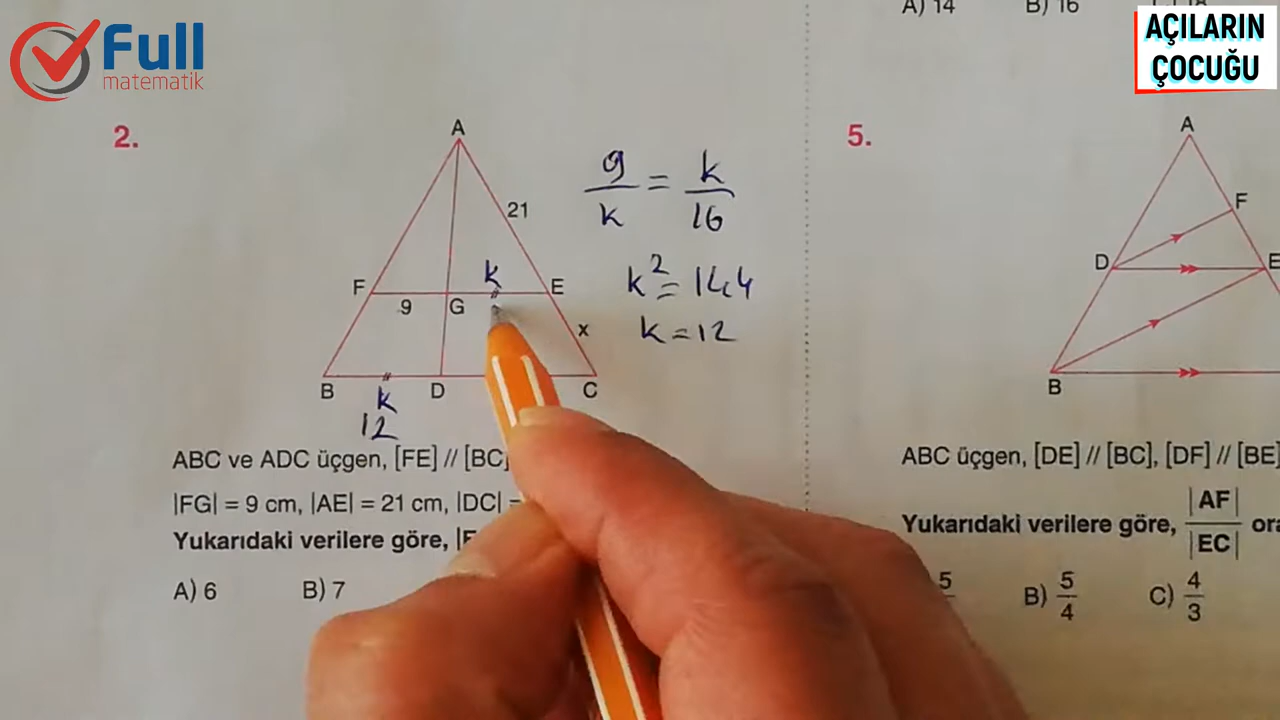 Full
matematik
AÇILARIN
ÇOCUĞU
A) 14 B) 16
2.
A
21
F
E
9
G
k
x
B
D
C
k
12
9/k = k/16
k² = 144
k = 12
ABC ve ADC üçgen, [FE] // [BC]
|FG| = 9 cm, |AE| = 21 cm, |DC| =
Yukarıdaki verilere göre,
A) 6 B) 7
5.
A
F
D
E
B
ABC üçgen, [DE] // [BC], [DF] // [BE]
Yukarıdaki verilere göre, |AF| / |EC|
5 B) 5/4 C) 4/3